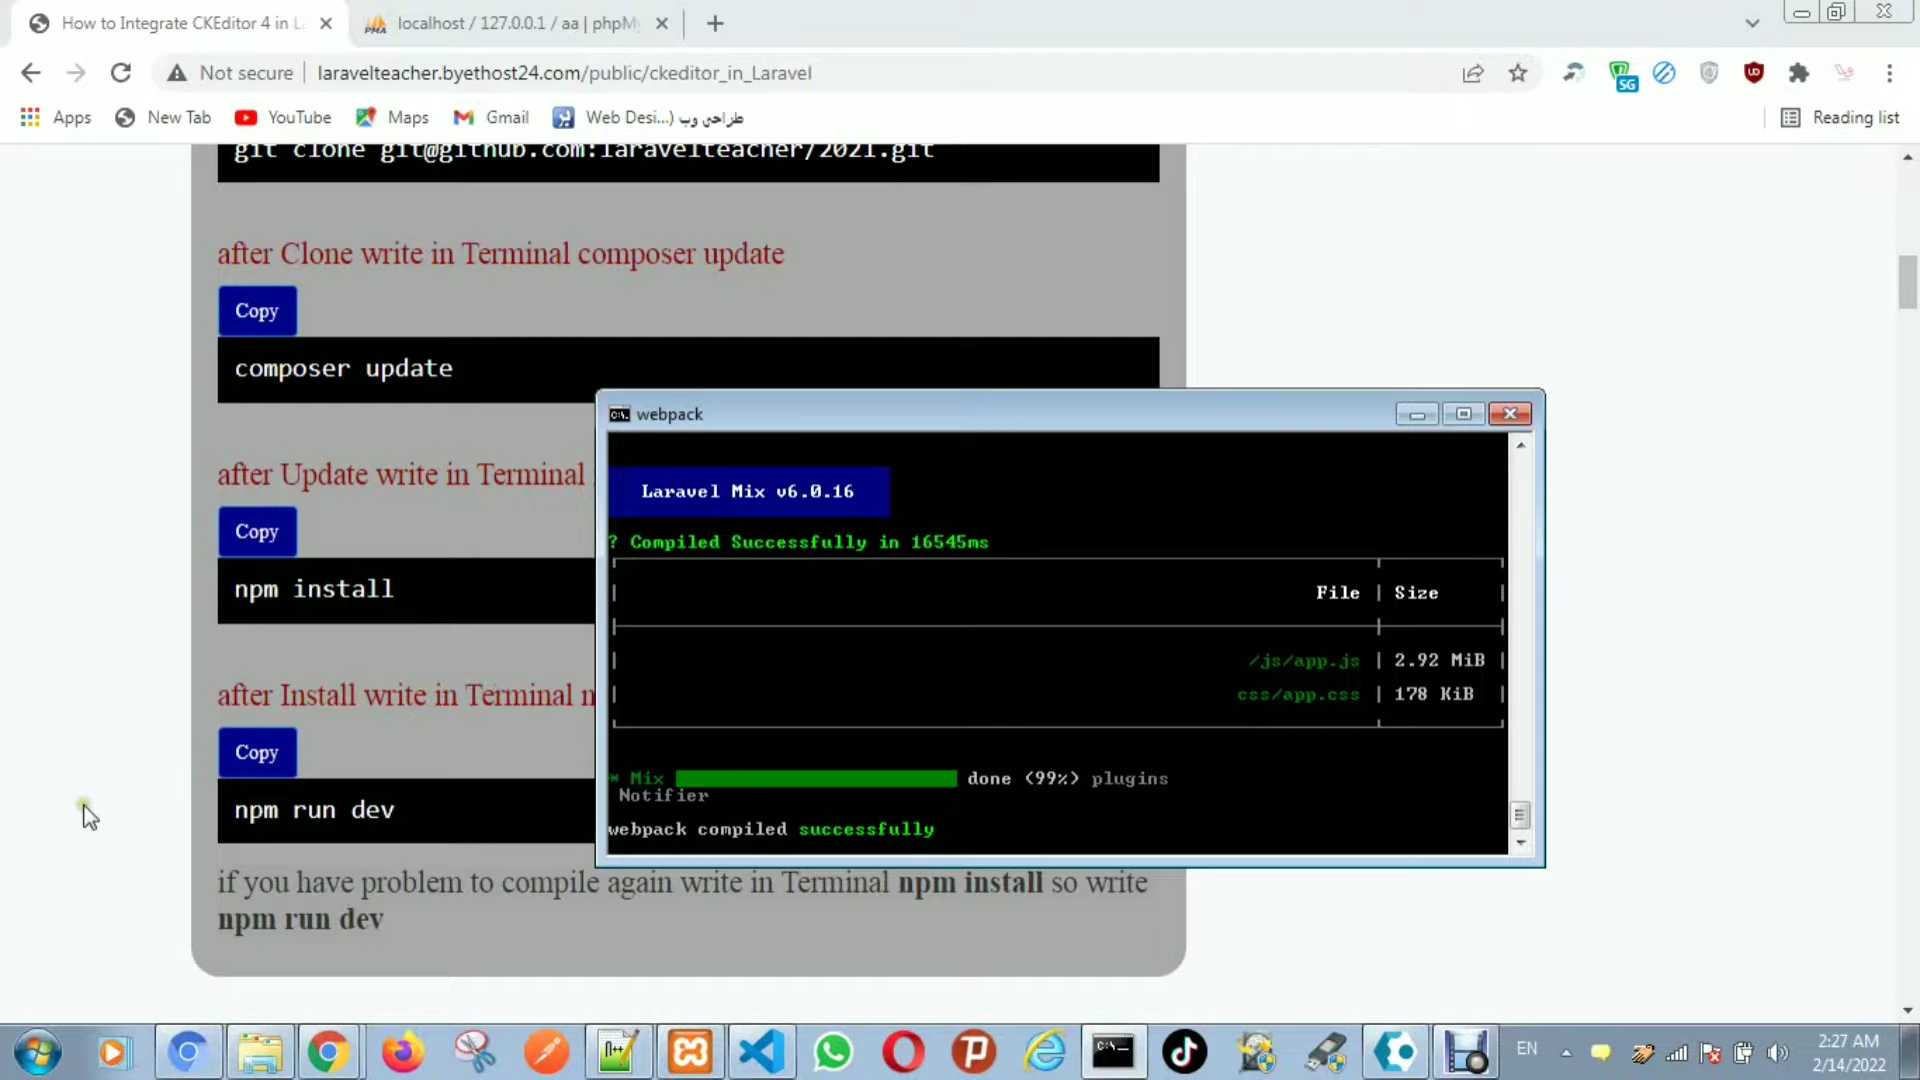 How to Integrate CKEditor 4 in L
localhost / 127.0.0.1 / aa | phpMy
Not secure
laravelteacher.byethost24.com/public/ckeditor_in_Laravel
SG
Apps
New Tab
YouTube
Maps
Gmail
Web Desi...) طراحی وب
Reading list
git clone git@github.com:laravelteacher/2021.git
after Clone write in Terminal composer update
Copy
composer update
after Update write in Terminal
Copy
npm install
after Install write in Terminal n
Copy
npm run dev
if you have problem to compile again write in Terminal npm install so write
npm run dev
webpack
Laravel Mix v6.0.16
? Compiled Successfully in 16545ms
File | Size
/js/app.js | 2.92 MiB
css/app.css | 178 KiB
* Mix done (99%) plugins
Notifier
webpack compiled successfully
EN
2:27 AM
2/14/2022